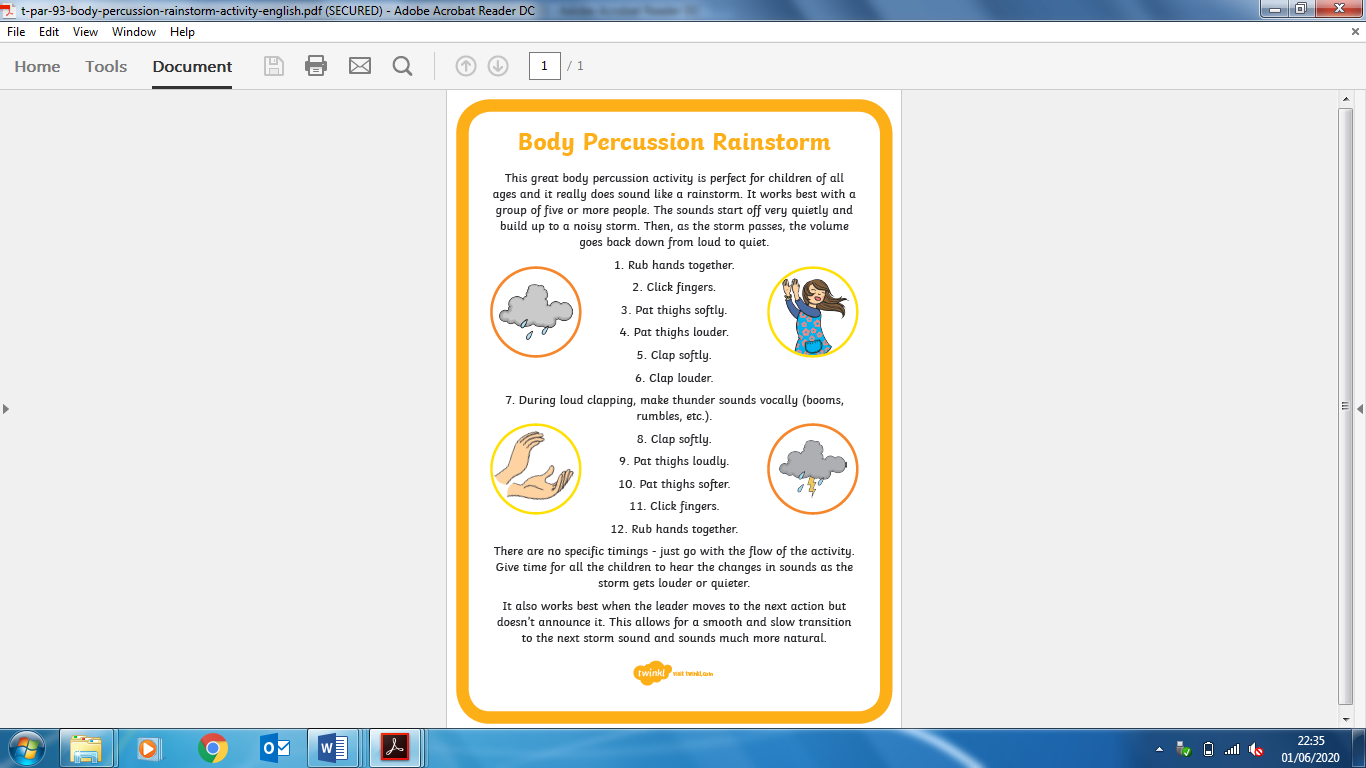 t-par-93-body-percussion-rainstorm-activity-english.pdf (SECURED) - Adobe Acrobat Reader DC
File Edit View Window Help
Home Tools Document 1 / 1
Body Percussion Rainstorm
This great body percussion activity is perfect for children of all
ages and it really does sound like a rainstorm. It works best with a
group of five or more people. The sounds start off very quietly and
build up to a noisy storm. Then, as the storm passes, the volume
goes back down from loud to quiet.
1. Rub hands together.
2. Click fingers.
3. Pat thighs softly.
4. Pat thighs louder.
5. Clap softly.
6. Clap louder.
7. During loud clapping, make thunder sounds vocally (booms,
rumbles, etc.).
8. Clap softly.
9. Pat thighs loudly.
10. Pat thighs softer.
11. Click fingers.
12. Rub hands together.
There are no specific timings - just go with the flow of the activity.
Give time for all the children to hear the changes in sounds as the
storm gets louder or quieter.
It also works best when the leader moves to the next action but
doesn't announce it. This allows for a smooth and slow transition
to the next storm sound and sounds much more natural.
twinkl visit twinkl.com
22:35
01/06/2020